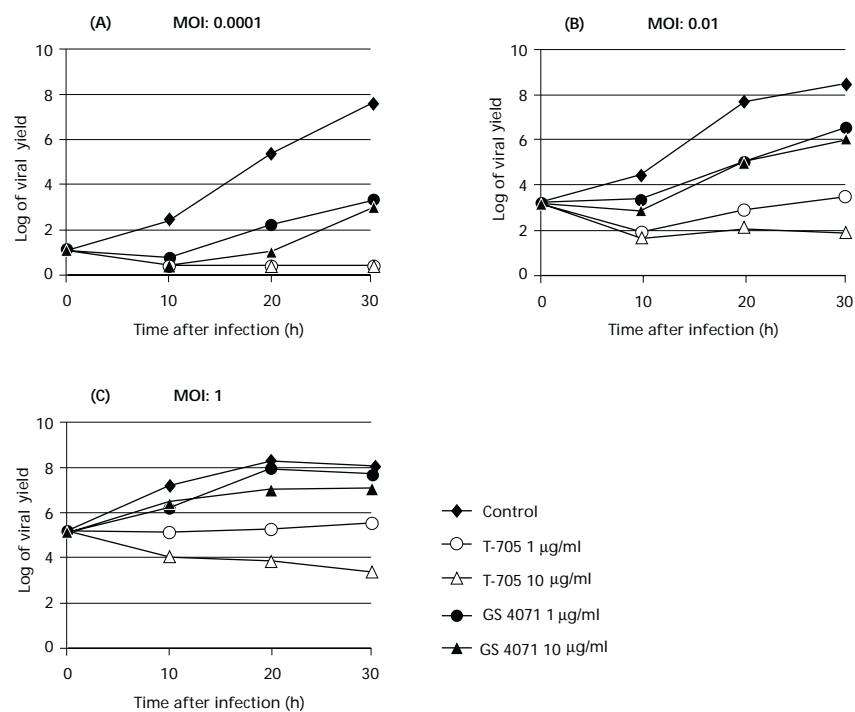 (A) MOI: 0.0001
10
8
6
4
2
0
0 10 20 30
Log of viral yield
Time after infection (h)
(B) MOI: 0.01
10
8
6
4
2
0
0 10 20 30
Log of viral yield
Time after infection (h)
(C) MOI: 1
10
8
6
4
2
0
0 10 20 30
Log of viral yield
Time after infection (h)
Control
T-705 1 μg/ml
T-705 10 μg/ml
GS 4071 1 μg/ml
GS 4071 10 μg/ml